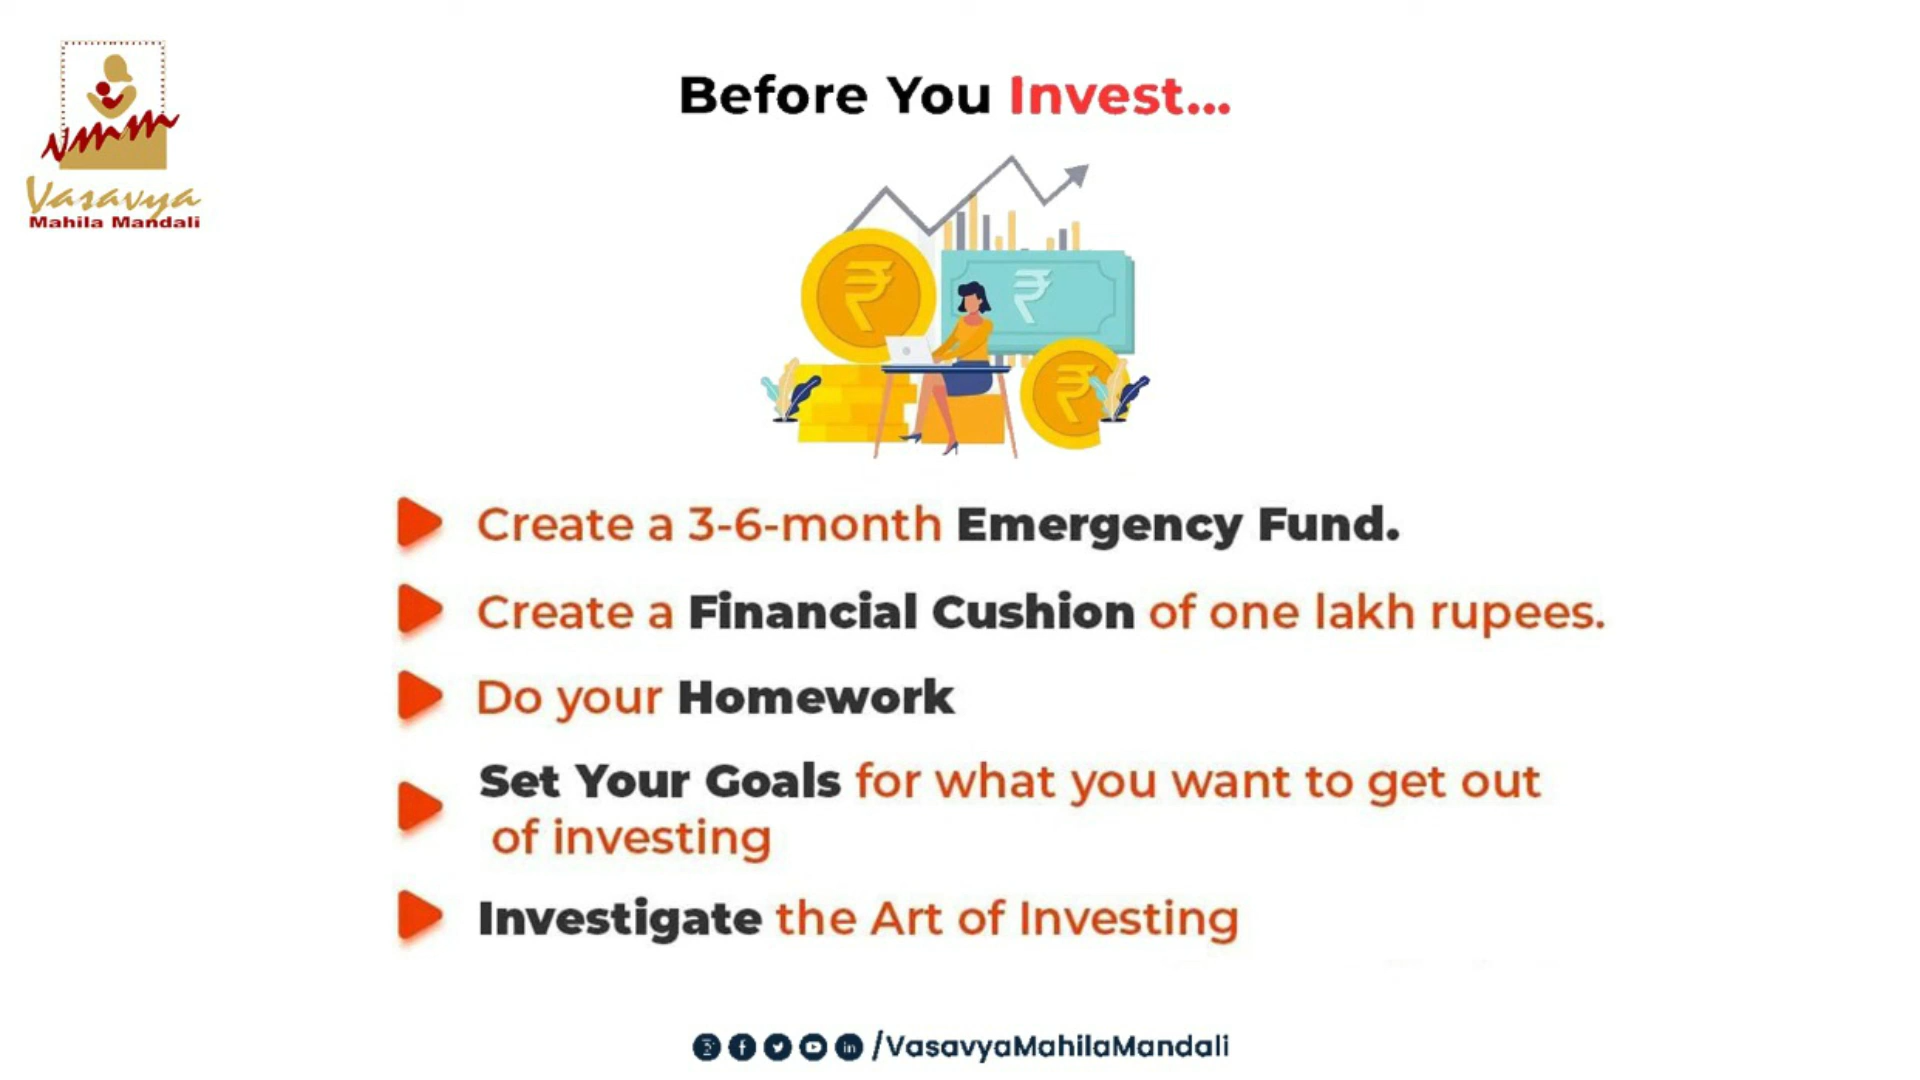 vmm
Vasavya
Mahila Mandali
Before You Invest...
₹
₹
₹
Create a 3-6-month Emergency Fund.
Create a Financial Cushion of one lakh rupees.
Do your Homework
Set Your Goals for what you want to get out
of investing
Investigate the Art of Investing
/VasavyaMahilaMandali